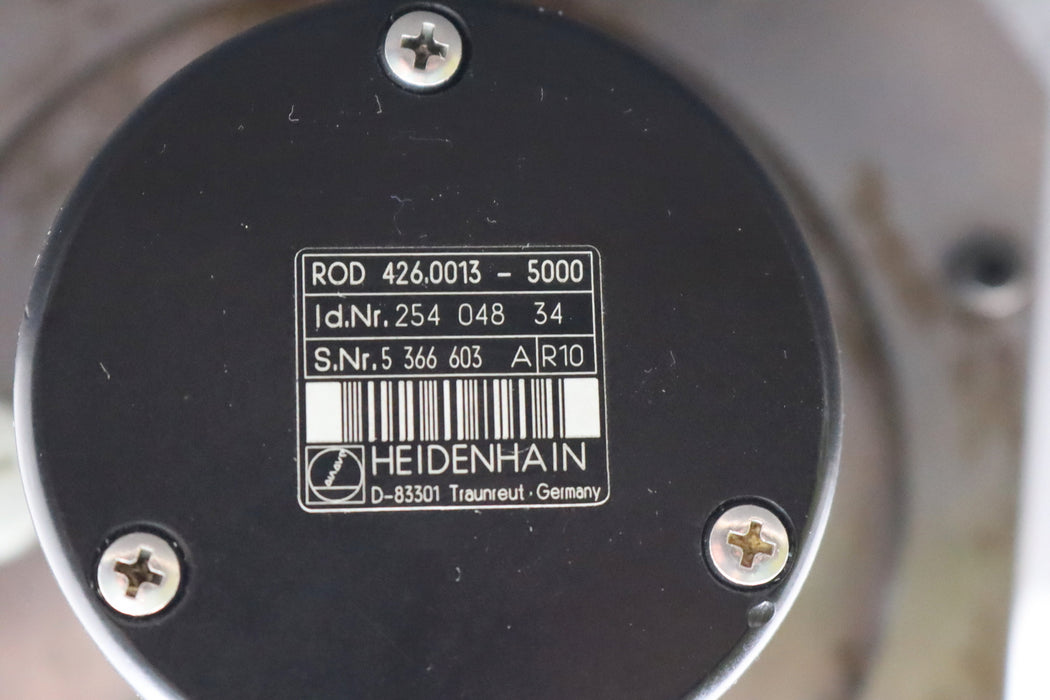 ROD 426.0013 - 5000
Id.Nr. 254 048 34
S.Nr. 5 366 603 A R10
HEIDENHAIN
D-83301 Traunreut · Germany